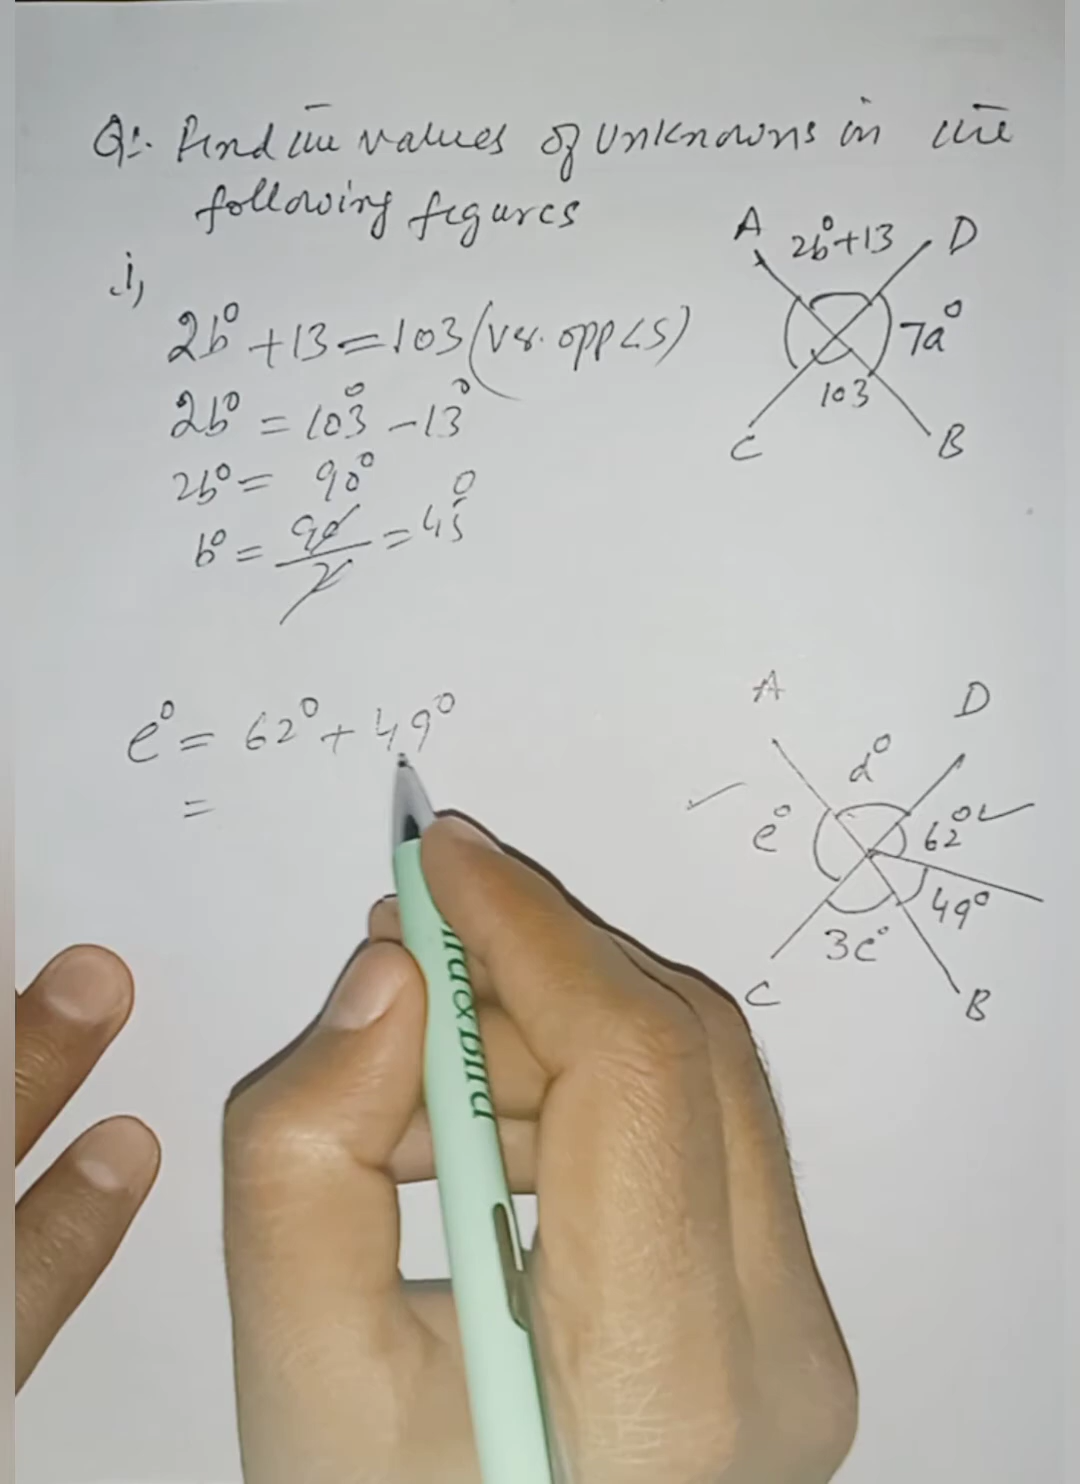 Q:- Find the values of unknowns in the
following figures
i,
2b°+13=103(ver. opp<s)
2b°=103°-13°
2b°=90°
b°=90/2=45°
A 2b°+13 D
7a°
103
C B
e°=62°+49°
=
A D
d°
e° 62°
49°
3c°
C B